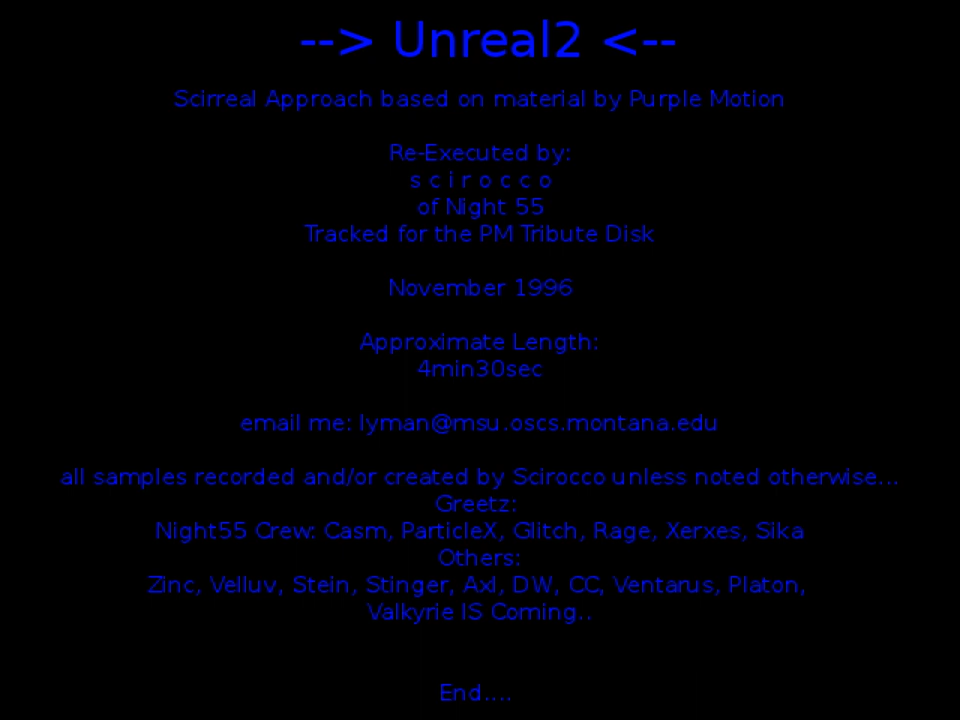 --> Unreal2 <--
Scirreal Approach based on material by Purple Motion
Re-Executed by:
s c i r o c c o
of Night 55
Tracked for the PM Tribute Disk
November 1996
Approximate Length:
4min30sec
email me: lyman@msu.oscs.montana.edu
all samples recorded and/or created by Scirocco unless noted otherwise...
Greetz:
Night55 Crew: Casm, ParticleX, Glitch, Rage, Xerxes, Sika
Others:
Zinc, Velluv, Stein, Stinger, Axl, DW, CC, Ventarus, Platon,
Valkyrie IS Coming..
End....